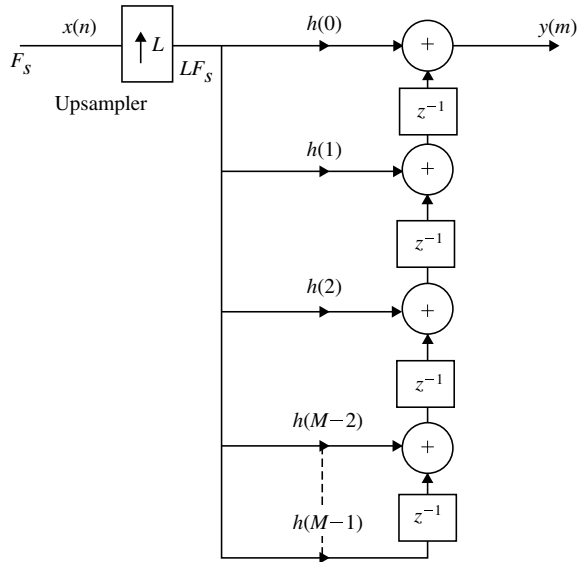 x(n)
↑ L
F_s
LF_s
Upsampler
h(0)
+
y(m)
z⁻¹
h(1)
+
z⁻¹
h(2)
+
z⁻¹
h(M−2)
+
h(M−1)
z⁻¹